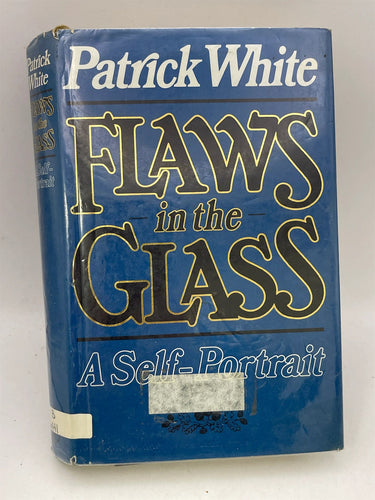 Patrick
White
FLAWS
in the
GLASS
A Self-
Portrait
Patrick White
FLAWS
in the
GLASS
A Self-Portrait